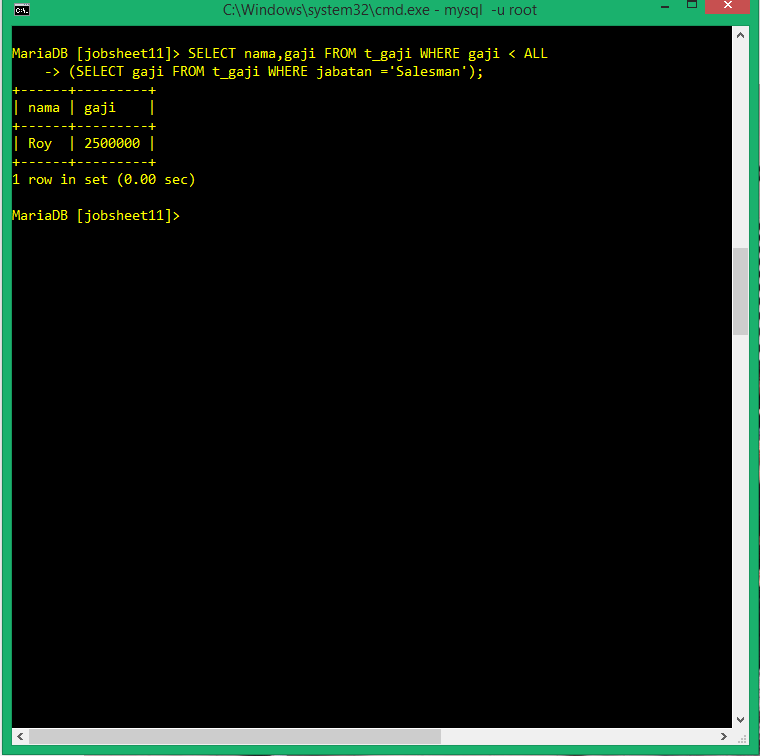 C:\Windows\system32\cmd.exe - mysql  -u root
MariaDB [jobsheet11]> SELECT nama,gaji FROM t_gaji WHERE gaji < ALL
    -> (SELECT gaji FROM t_gaji WHERE jabatan ='Salesman');
+------+---------+
| nama | gaji    |
+------+---------+
| Roy  | 2500000 |
+------+---------+
1 row in set (0.00 sec)
MariaDB [jobsheet11]>